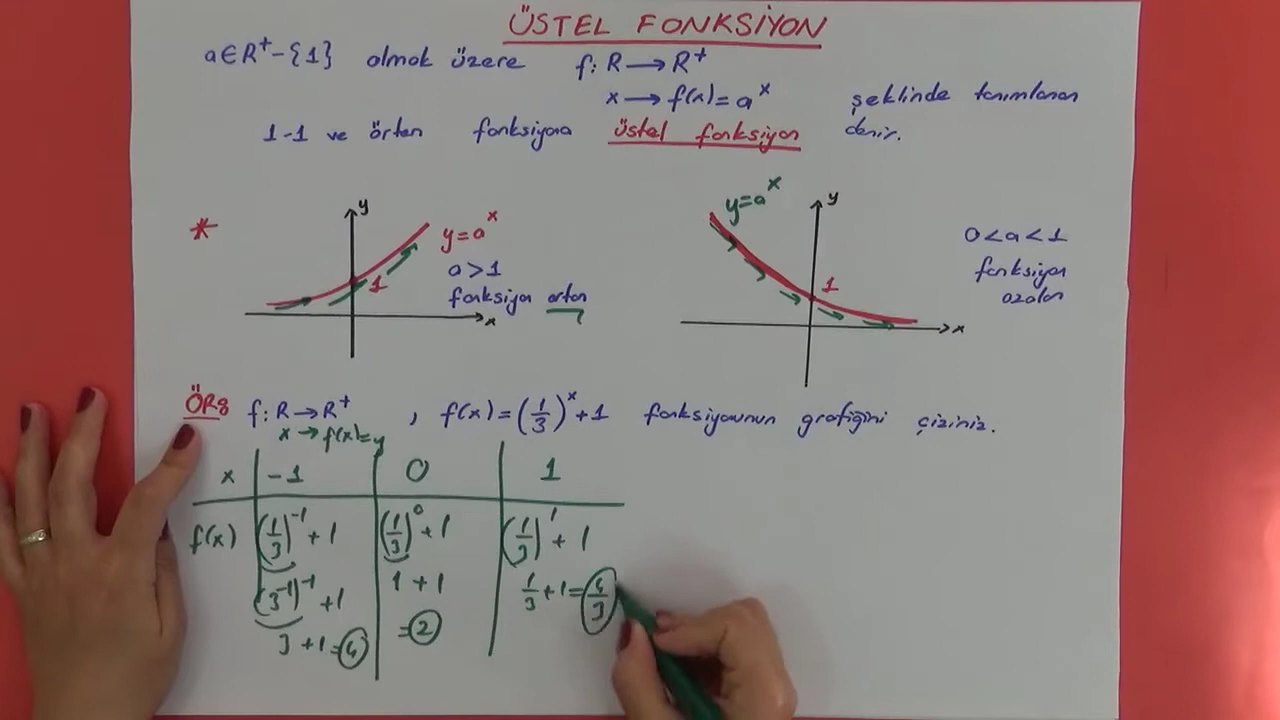 ÜSTEL FONKSİYON
a∈R⁺-{1} olmak üzere f: R → R⁺
x → f(x)=aˣ şeklinde tanımlanan
1-1 ve örten fonksiyona üstel fonksiyon denir.
*
y
y=aˣ
a>1
1
fonksiyon artan
x
y=aˣ
y
0<a<1
1
fonksiyon
azalan
x
ÖR: f: R→R⁺ , f(x)=(1/3)ˣ+1 fonksiyonunun grafiğini çiziniz.
x→f(x)=y
x -1 0 1
f(x) (1/3)⁻¹+1 (1/3)⁰+1 (1/3)¹+1
(3⁻¹)⁻¹+1 1+1 1/3+1=4/3
3+1=4 =2